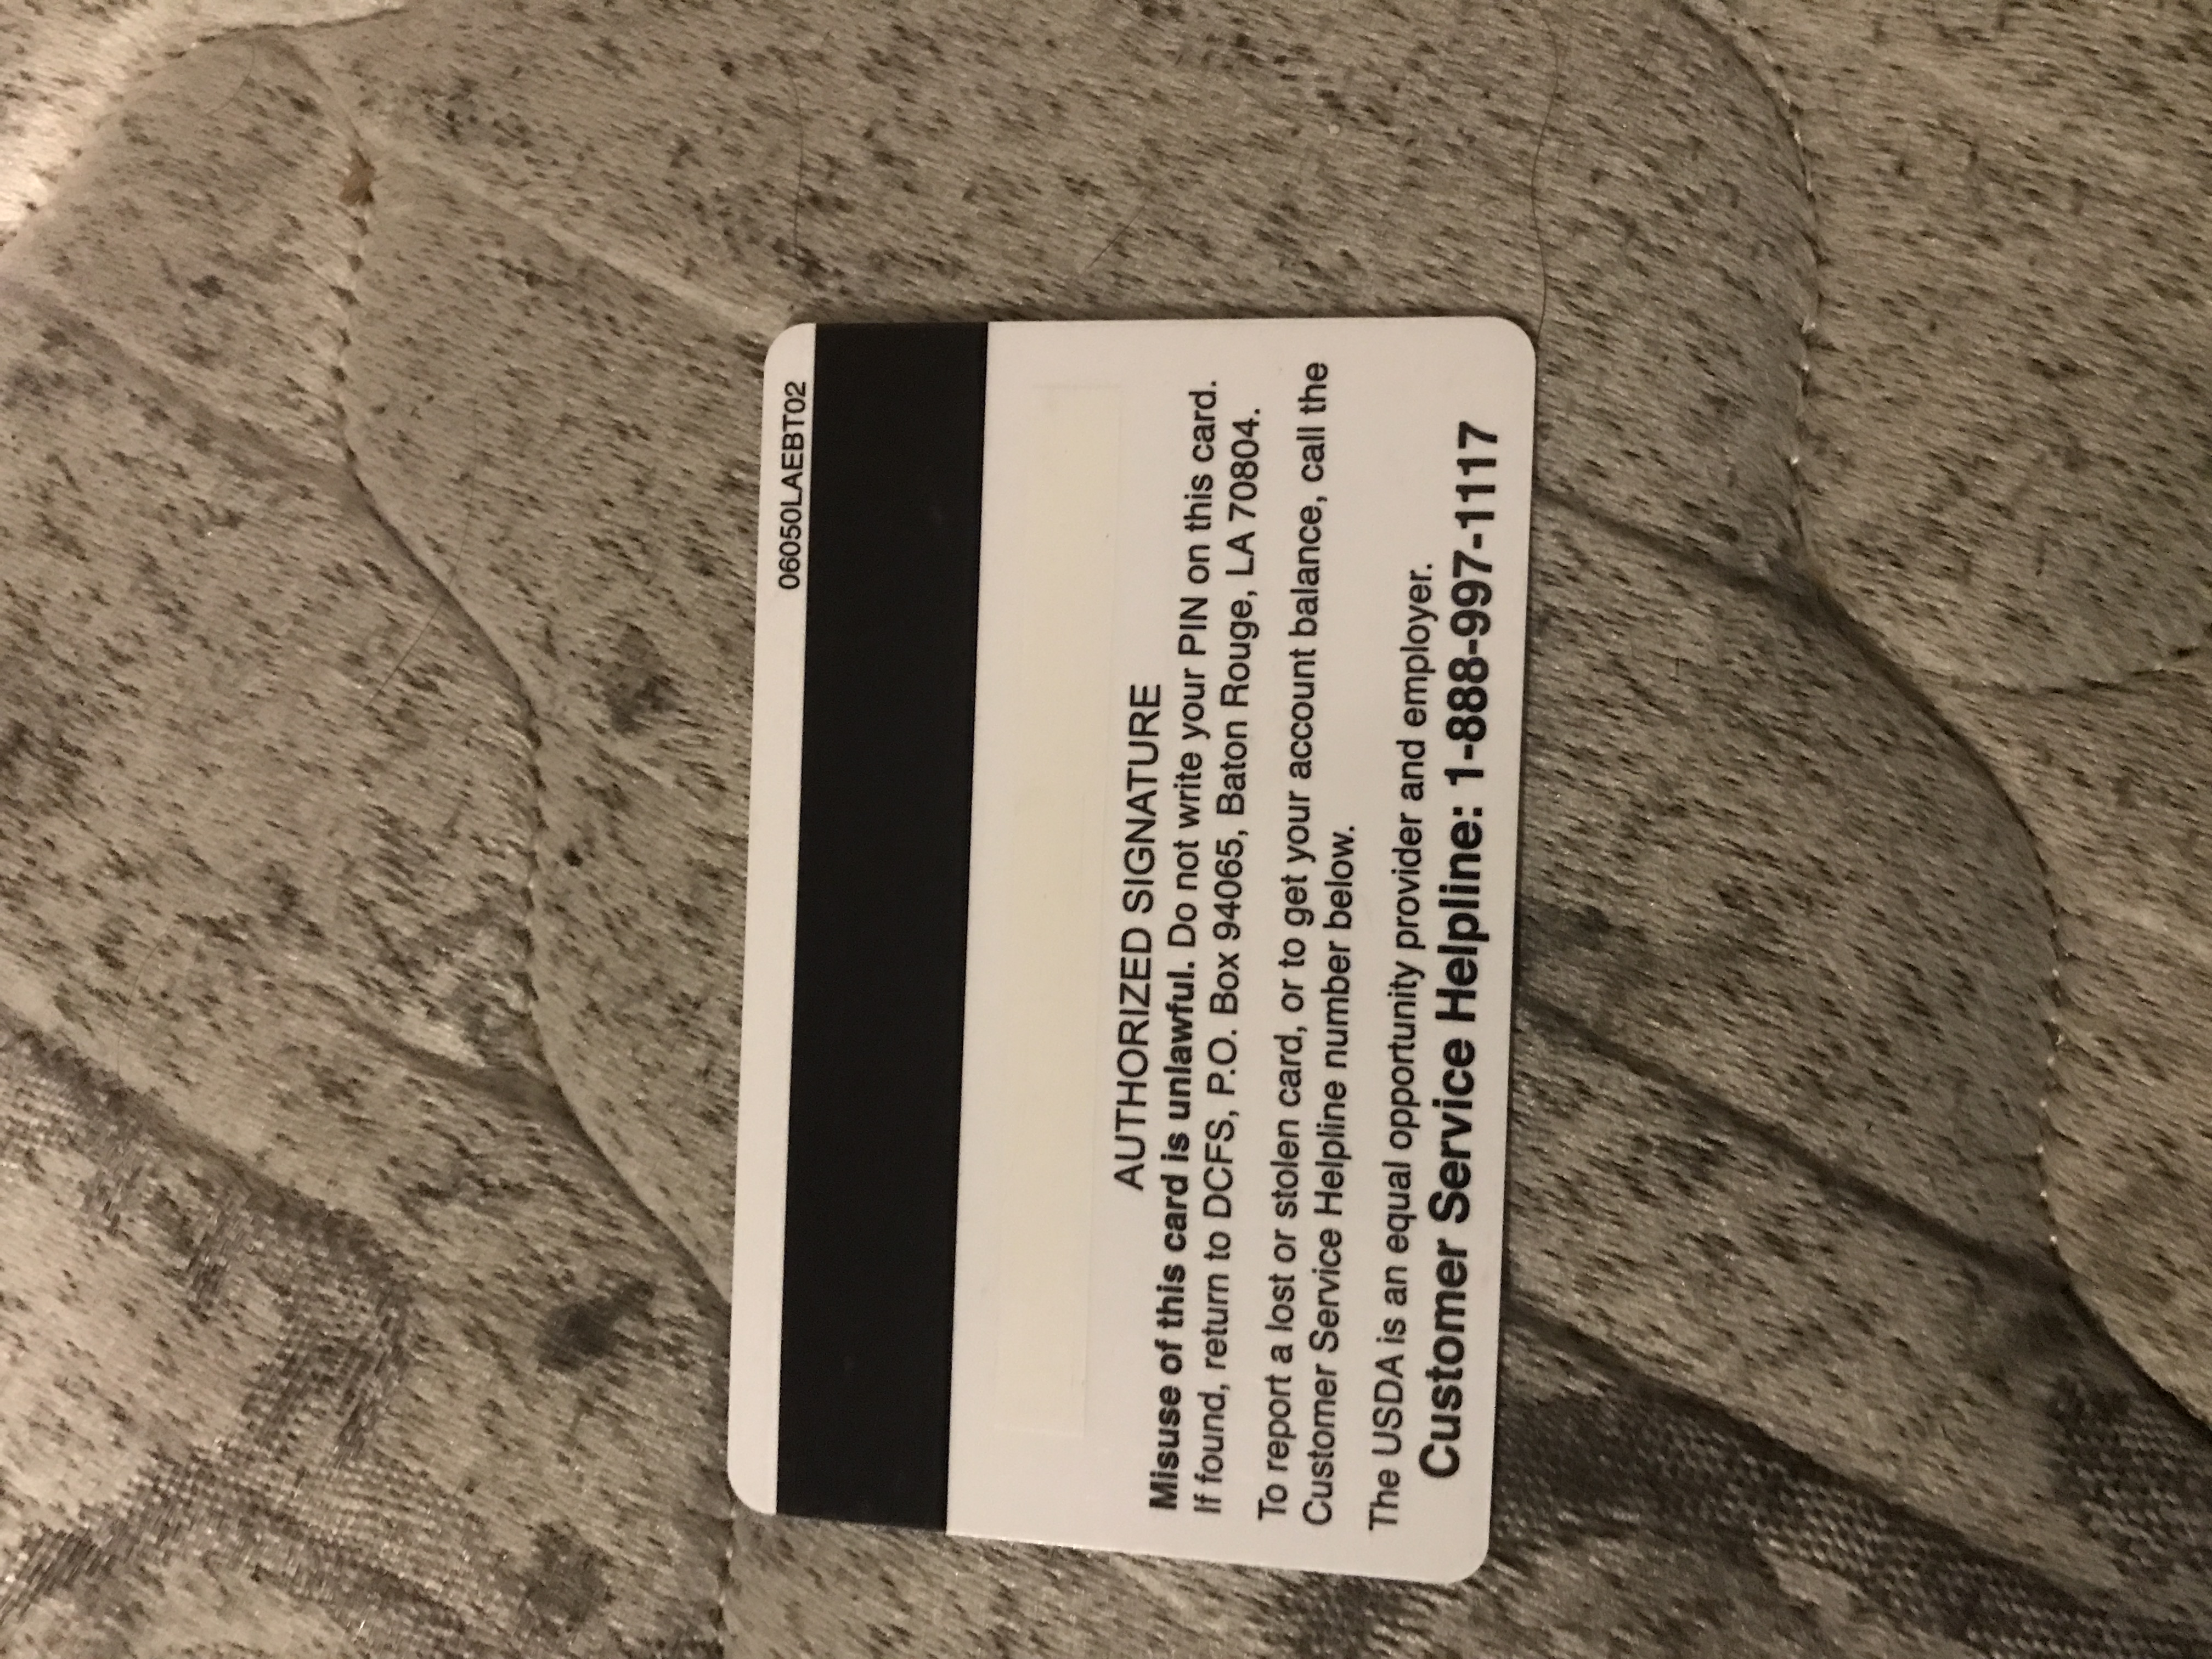 06050LAEBT02
AUTHORIZED SIGNATURE
Misuse of this card is unlawful. Do not write your PIN on this card.
If found, return to DCFS, P.O. Box 94065, Baton Rouge, LA 70804.
To report a lost or stolen card, or to get your account balance, call the
Customer Service Helpline number below.
The USDA is an equal opportunity provider and employer.
Customer Service Helpline: 1-888-997-1117